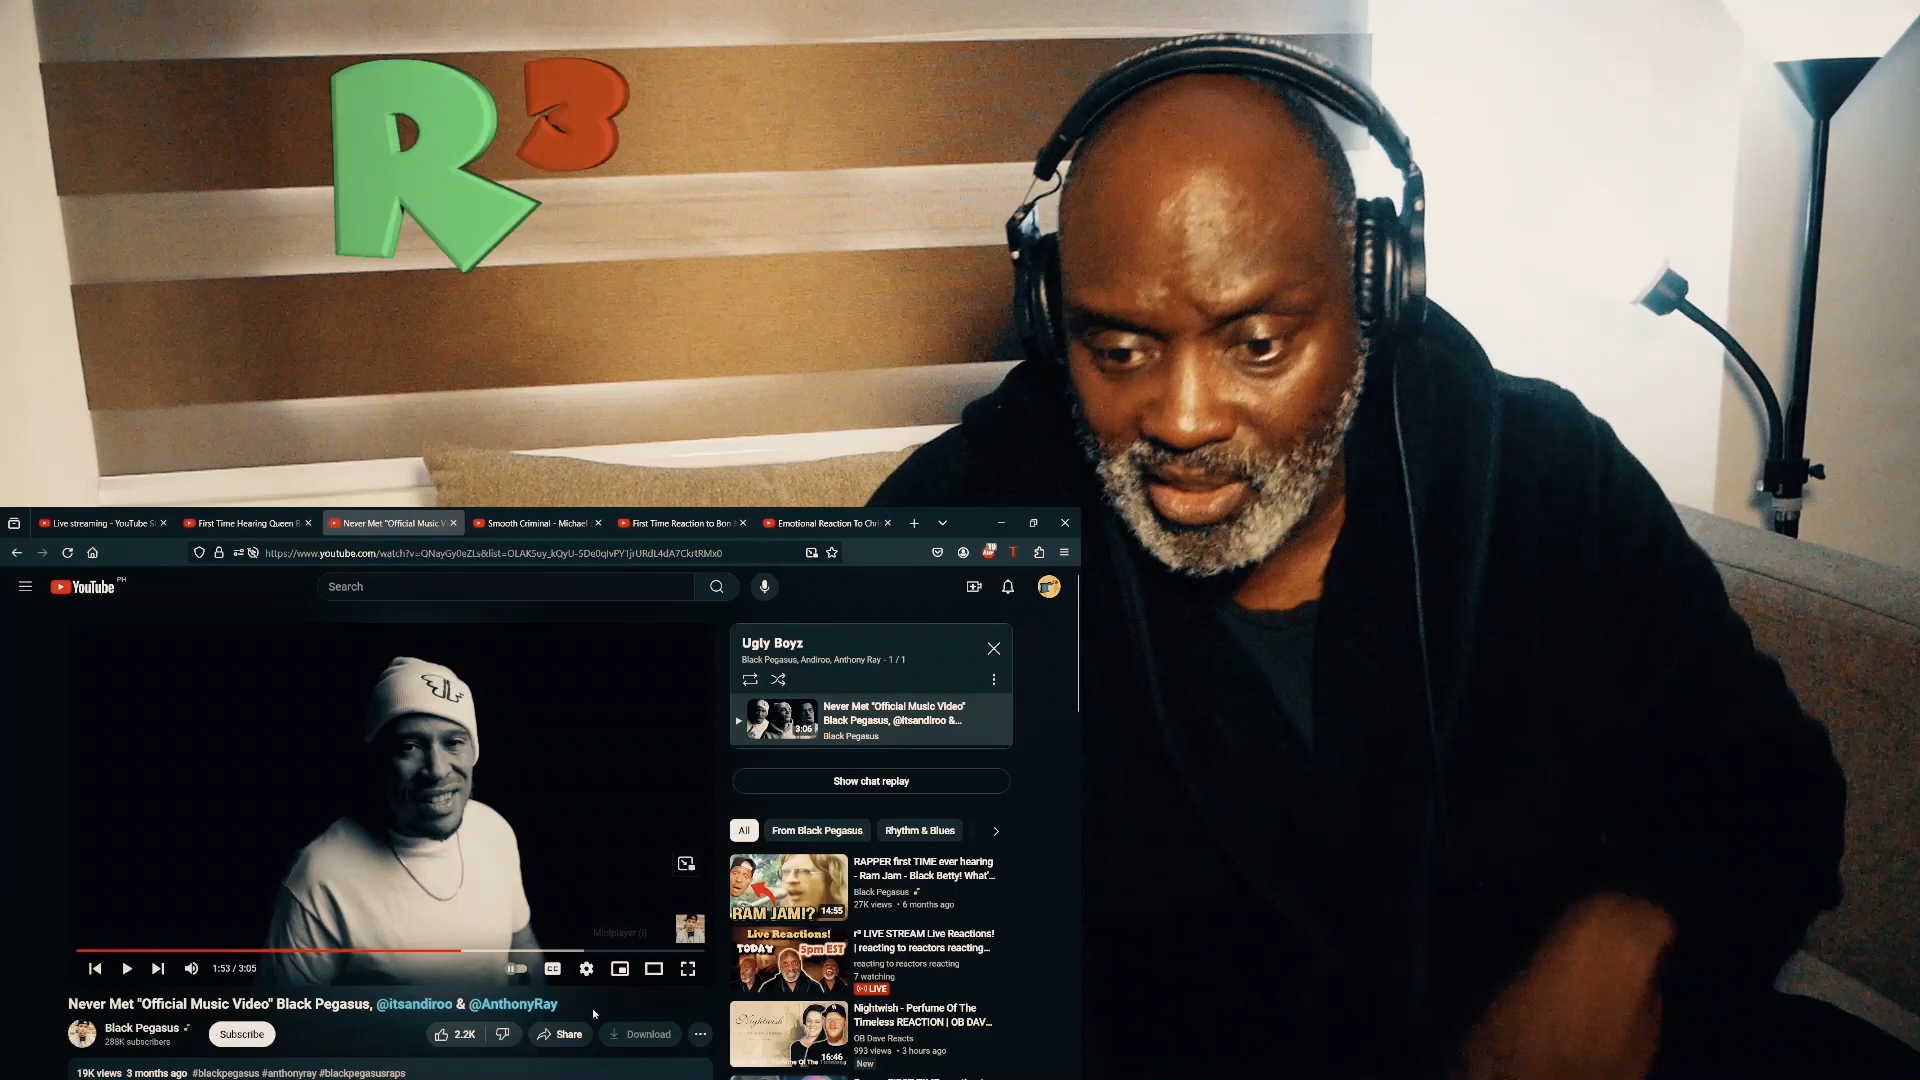 R3
Live streaming - YouTube S
First Time Hearing Queen B
Never Met "Official Music V
Smooth Criminal - Michael
First Time Reaction to Bon J
Emotional Reaction To Chris
https://www.youtube.com/watch?v=QNayGy0eZLs&list=OLAK5uy_kQyU-5De0qIvPY1jrURdL4dA7CkrtRMx0
YouTube PH
Search
Ugly Boyz
Black Pegasus, Andiroo, Anthony Ray - 1 / 1
Never Met "Official Music Video"
Black Pegasus, @itsandiroo &...
3:06
Black Pegasus
Show chat replay
All
From Black Pegasus
Rhythm & Blues
RAPPER first TIME ever hearing
- Ram Jam - Black Betty! What'...
Black Pegasus
27K views • 6 months ago
RAM JAM!?
14:55
Live Reactions!
TODAY 5pm EST
r³ LIVE STREAM Live Reactions!
| reacting to reactors reacting...
reacting to reactors reacting
7 watching
LIVE
Nightwish
16:46
Nightwish - Perfume Of The
Timeless REACTION | OB DAV...
OB Dave Reacts
993 views • 3 hours ago
New
Miniplayer (i)
1:53 / 3:05
CC
Never Met "Official Music Video" Black Pegasus, @itsandiroo & @AnthonyRay
Black Pegasus
288K subscribers
Subscribe
2.2K
Share
Download
19K views 3 months ago #blackpegasus #anthonyray #blackpegasusraps